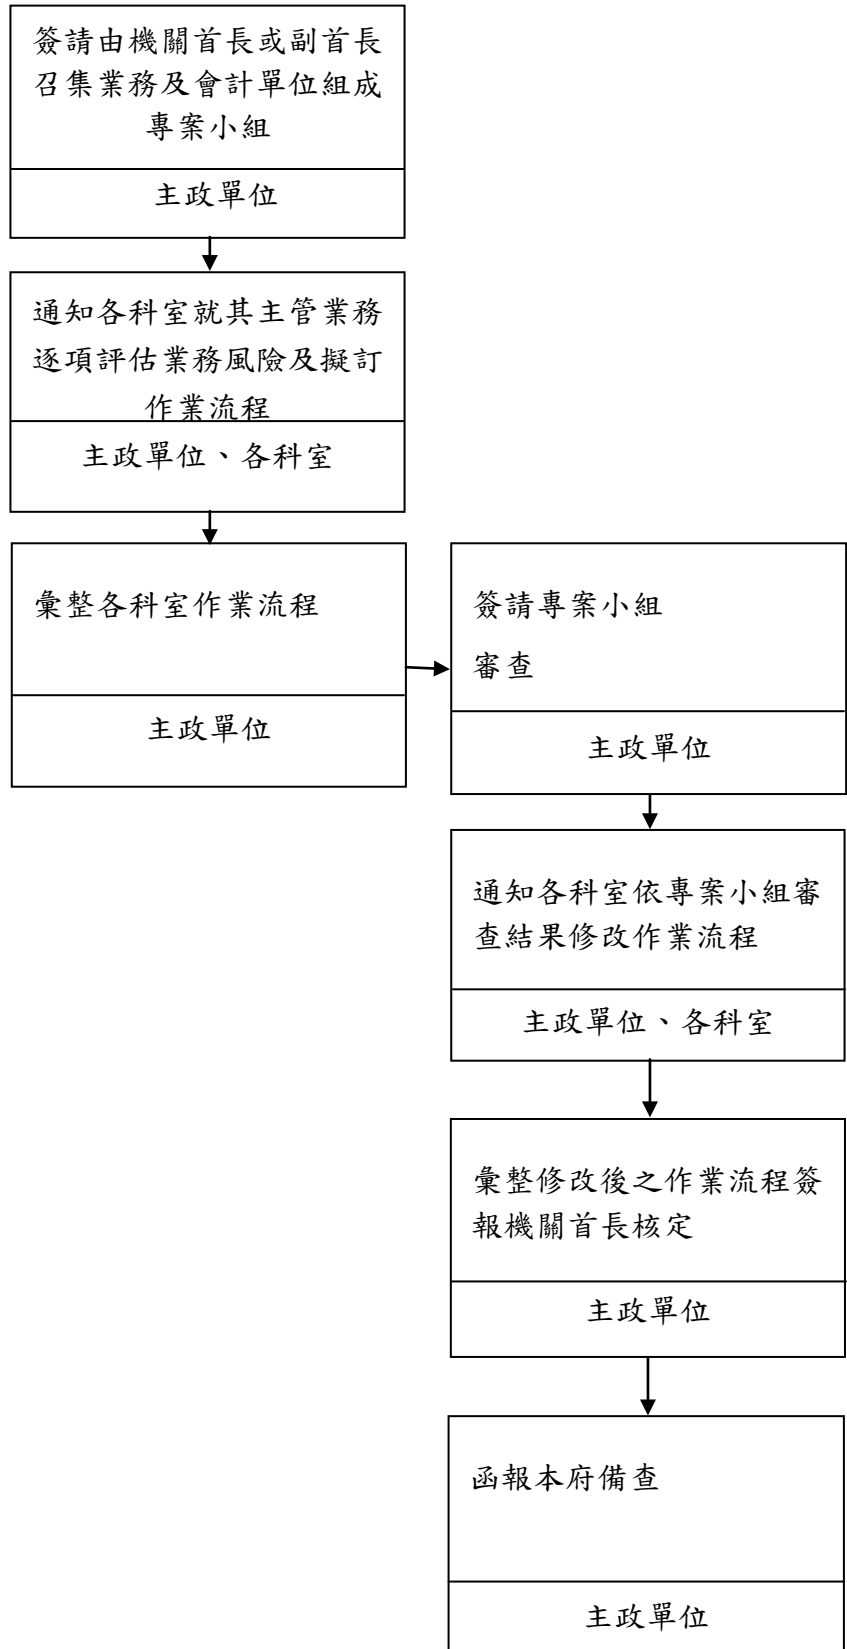 簽請由機關首長或副首長
召集業務及會計單位組成
專案小組
主政單位
通知各科室就其主管業務
逐項評估業務風險及擬訂
作業流程
主政單位、各科室
彙整各科室作業流程
主政單位
簽請專案小組
審查
主政單位
通知各科室依專案小組審
查結果修改作業流程
主政單位、各科室
彙整修改後之作業流程簽
報機關首長核定
主政單位
函報本府備查
主政單位